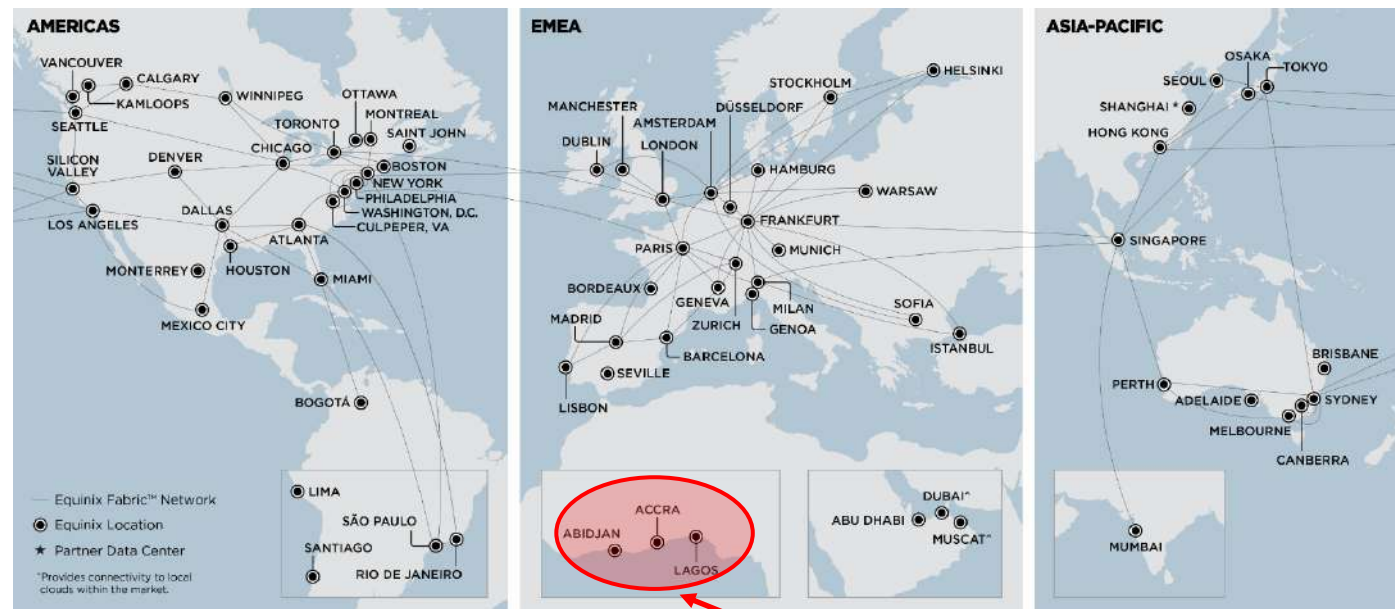 AMERICAS
VANCOUVER
CALGARY
KAMLOOPS
WINNIPEG
OTTAWA
MONTREAL
TORONTO
SAINT JOHN
SEATTLE
CHICAGO
BOSTON
SILICON
VALLEY
DENVER
NEW YORK
PHILADELPHIA
WASHINGTON, D.C.
CULPEPER, VA
DALLAS
LOS ANGELES
ATLANTA
HOUSTON
MONTERREY
MIAMI
MEXICO CITY
BOGOTÁ
LIMA
SÃO PAULO
SANTIAGO
RIO DE JANEIRO
Equinix Fabric™ Network
Equinix Location
★ Partner Data Center
^Provides connectivity to local
clouds within the market.
EMEA
HELSINKI
STOCKHOLM
MANCHESTER
DÜSSELDORF
AMSTERDAM
DUBLIN
LONDON
HAMBURG
WARSAW
FRANKFURT
PARIS
MUNICH
BORDEAUX
GENEVA
MILAN
SOFIA
MADRID
ZURICH
GENOA
ISTANBUL
BARCELONA
SEVILLE
LISBON
ACCRA
ABIDJAN
LAGOS
DUBAI^
ABU DHABI
MUSCAT^
ASIA-PACIFIC
OSAKA
TOKYO
SEOUL
SHANGHAI *
HONG KONG
SINGAPORE
BRISBANE
PERTH
ADELAIDE
SYDNEY
MELBOURNE
CANBERRA
MUMBAI